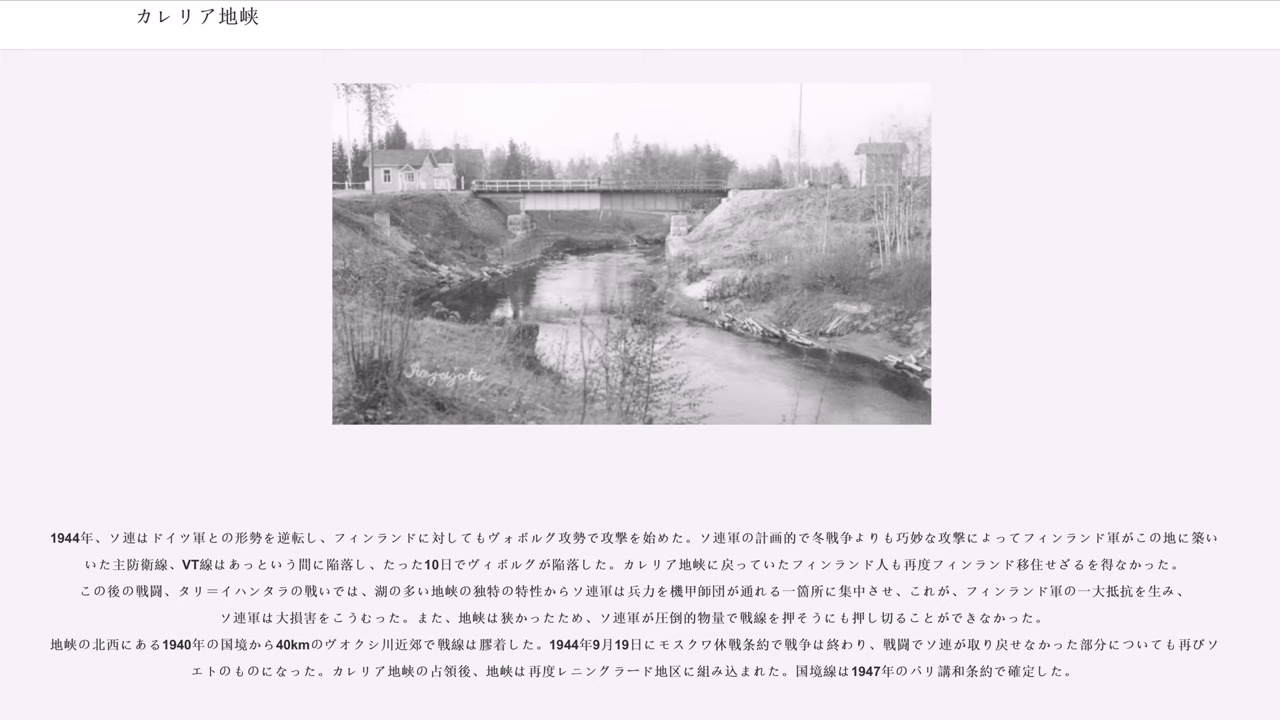 カレリア地峡
Rajajoki
1944年、ソ連はドイツ軍との形勢を逆転し、フィンランドに対してもヴォボルグ攻勢で攻撃を始めた。ソ連軍の計画的で冬戦争よりも巧妙な攻撃によってフィンランド軍がこの地に築い
いた主防衛線、VT線はあっという間に陥落し、たった10日でヴィボルグが陥落した。カレリア地峡に戻っていたフィンランド人も再度フィンランド移住せざるを得なかった。
この後の戦闘、タリ＝イハンタラの戦いでは、湖の多い地峡の独特の特性からソ連軍は兵力を機甲師団が通れる一箇所に集中させ、これが、フィンランド軍の一大抵抗を生み、
ソ連軍は大損害をこうむった。また、地峡は狭かったため、ソ連軍が圧倒的物量で戦線を押そうにも押し切ることができなかった。
地峡の北西にある1940年の国境から40kmのヴオクシ川近郊で戦線は膠着した。1944年9月19日にモスクワ休戦条約で戦争は終わり、戦闘でソ連が取り戻せなかった部分についても再びソ
エトのものになった。カレリア地峡の占領後、地峡は再度レニングラード地区に組み込まれた。国境線は1947年のパリ講和条約で確定した。